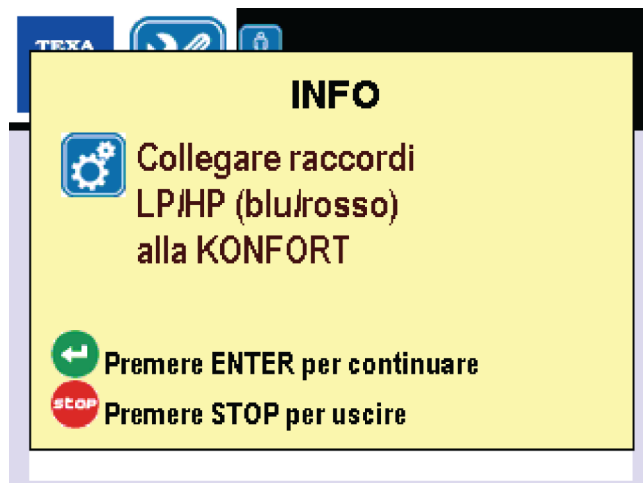 TEXA
INFO
Collegare raccordi
LP/HP (blu/rosso)
alla KONFORT
Premere ENTER per continuare
stop Premere STOP per uscire